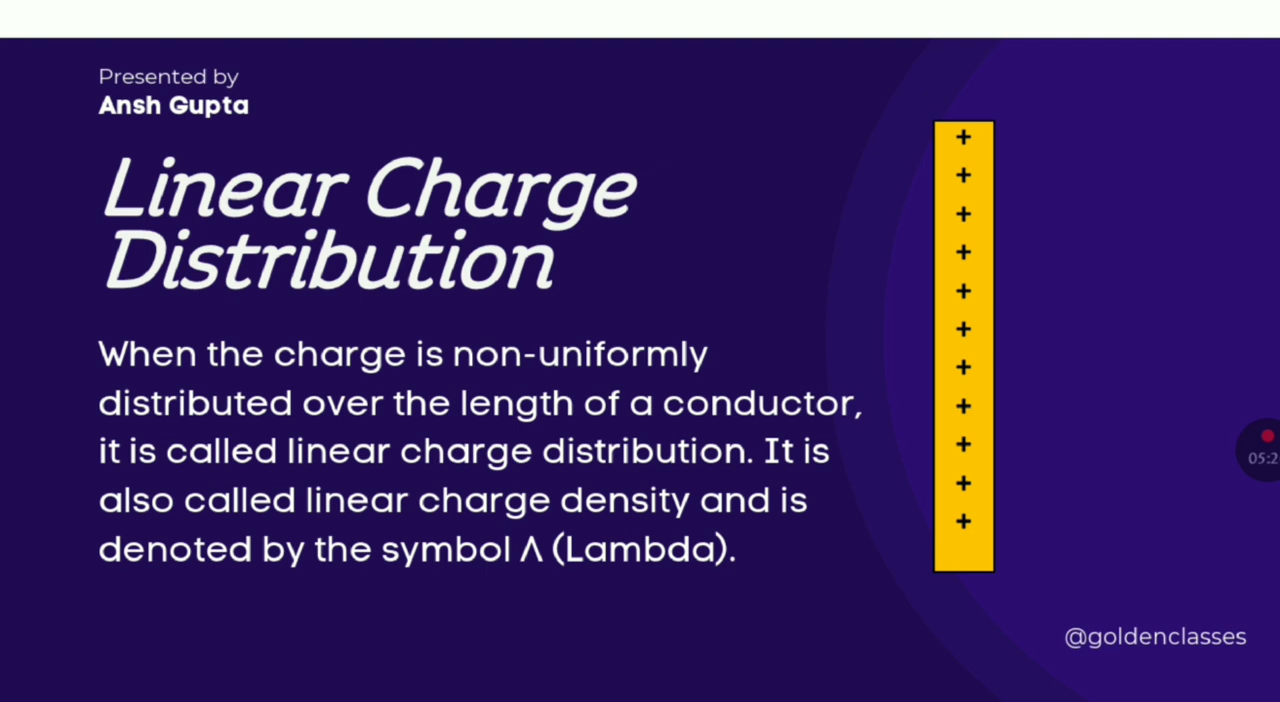 Presented by
Ansh Gupta
Linear Charge
Distribution
When the charge is non-uniformly
distributed over the length of a conductor,
it is called linear charge distribution. It is
also called linear charge density and is
denoted by the symbol Λ (Lambda).
+
+
+
+
+
+
+
+
+
+
+
@goldenclasses